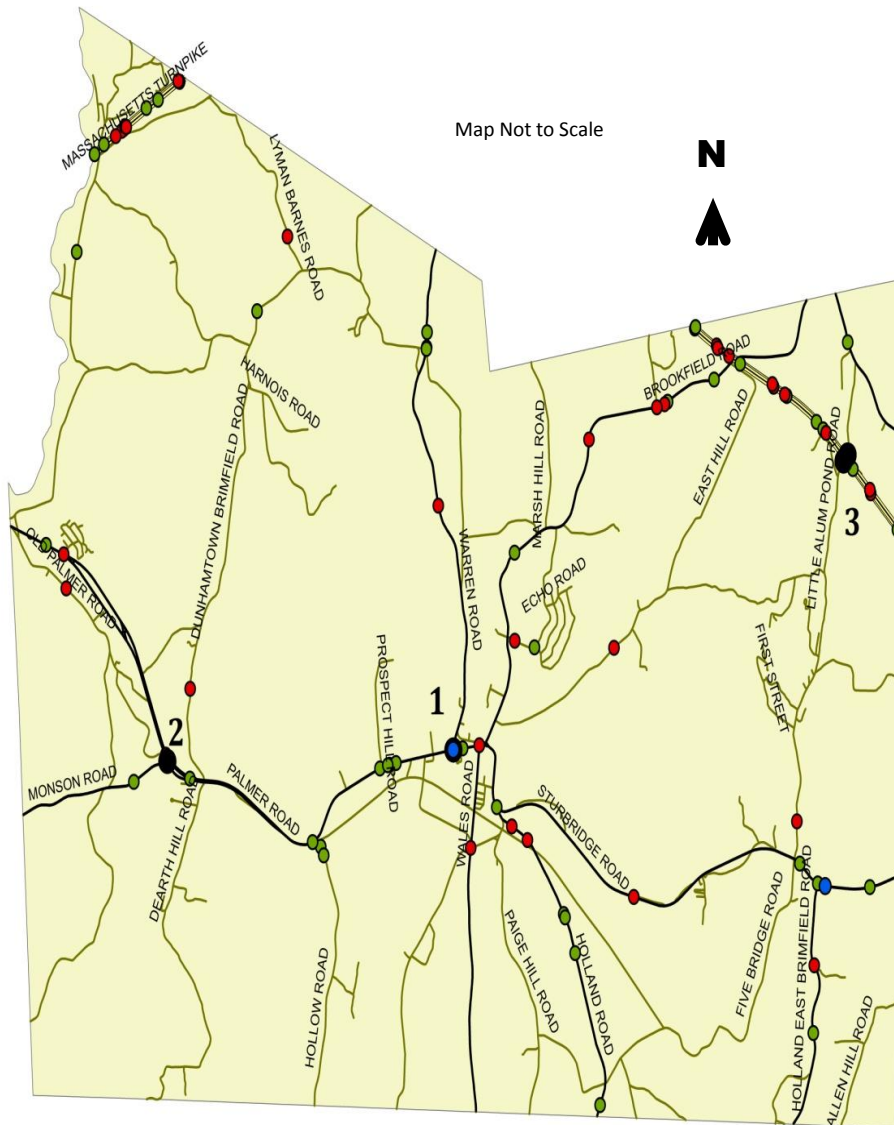 MASSACHUSETTS TURNPIKE
Map Not to Scale
N
LYMAN BARNES ROAD
HARNOIS ROAD
BROOKFIELD ROAD
DUNHAMTOWN BRIMFIELD ROAD
MARSH HILL ROAD
EAST HILL ROAD
LITTLE ALUM POND ROAD
3
OLD PALMER ROAD
WARREN ROAD
ECHO ROAD
FIRST STREET
PROSPECT HILL ROAD
1
2
MONSON ROAD
PALMER ROAD
DEARTH HILL ROAD
WALES ROAD
STURBRIDGE ROAD
HOLLOW ROAD
PAIGE HILL ROAD
HOLLAND ROAD
FIVE BRIDGE ROAD
HOLLAND EAST BRIMFIELD ROAD
ALLEN HILL ROAD